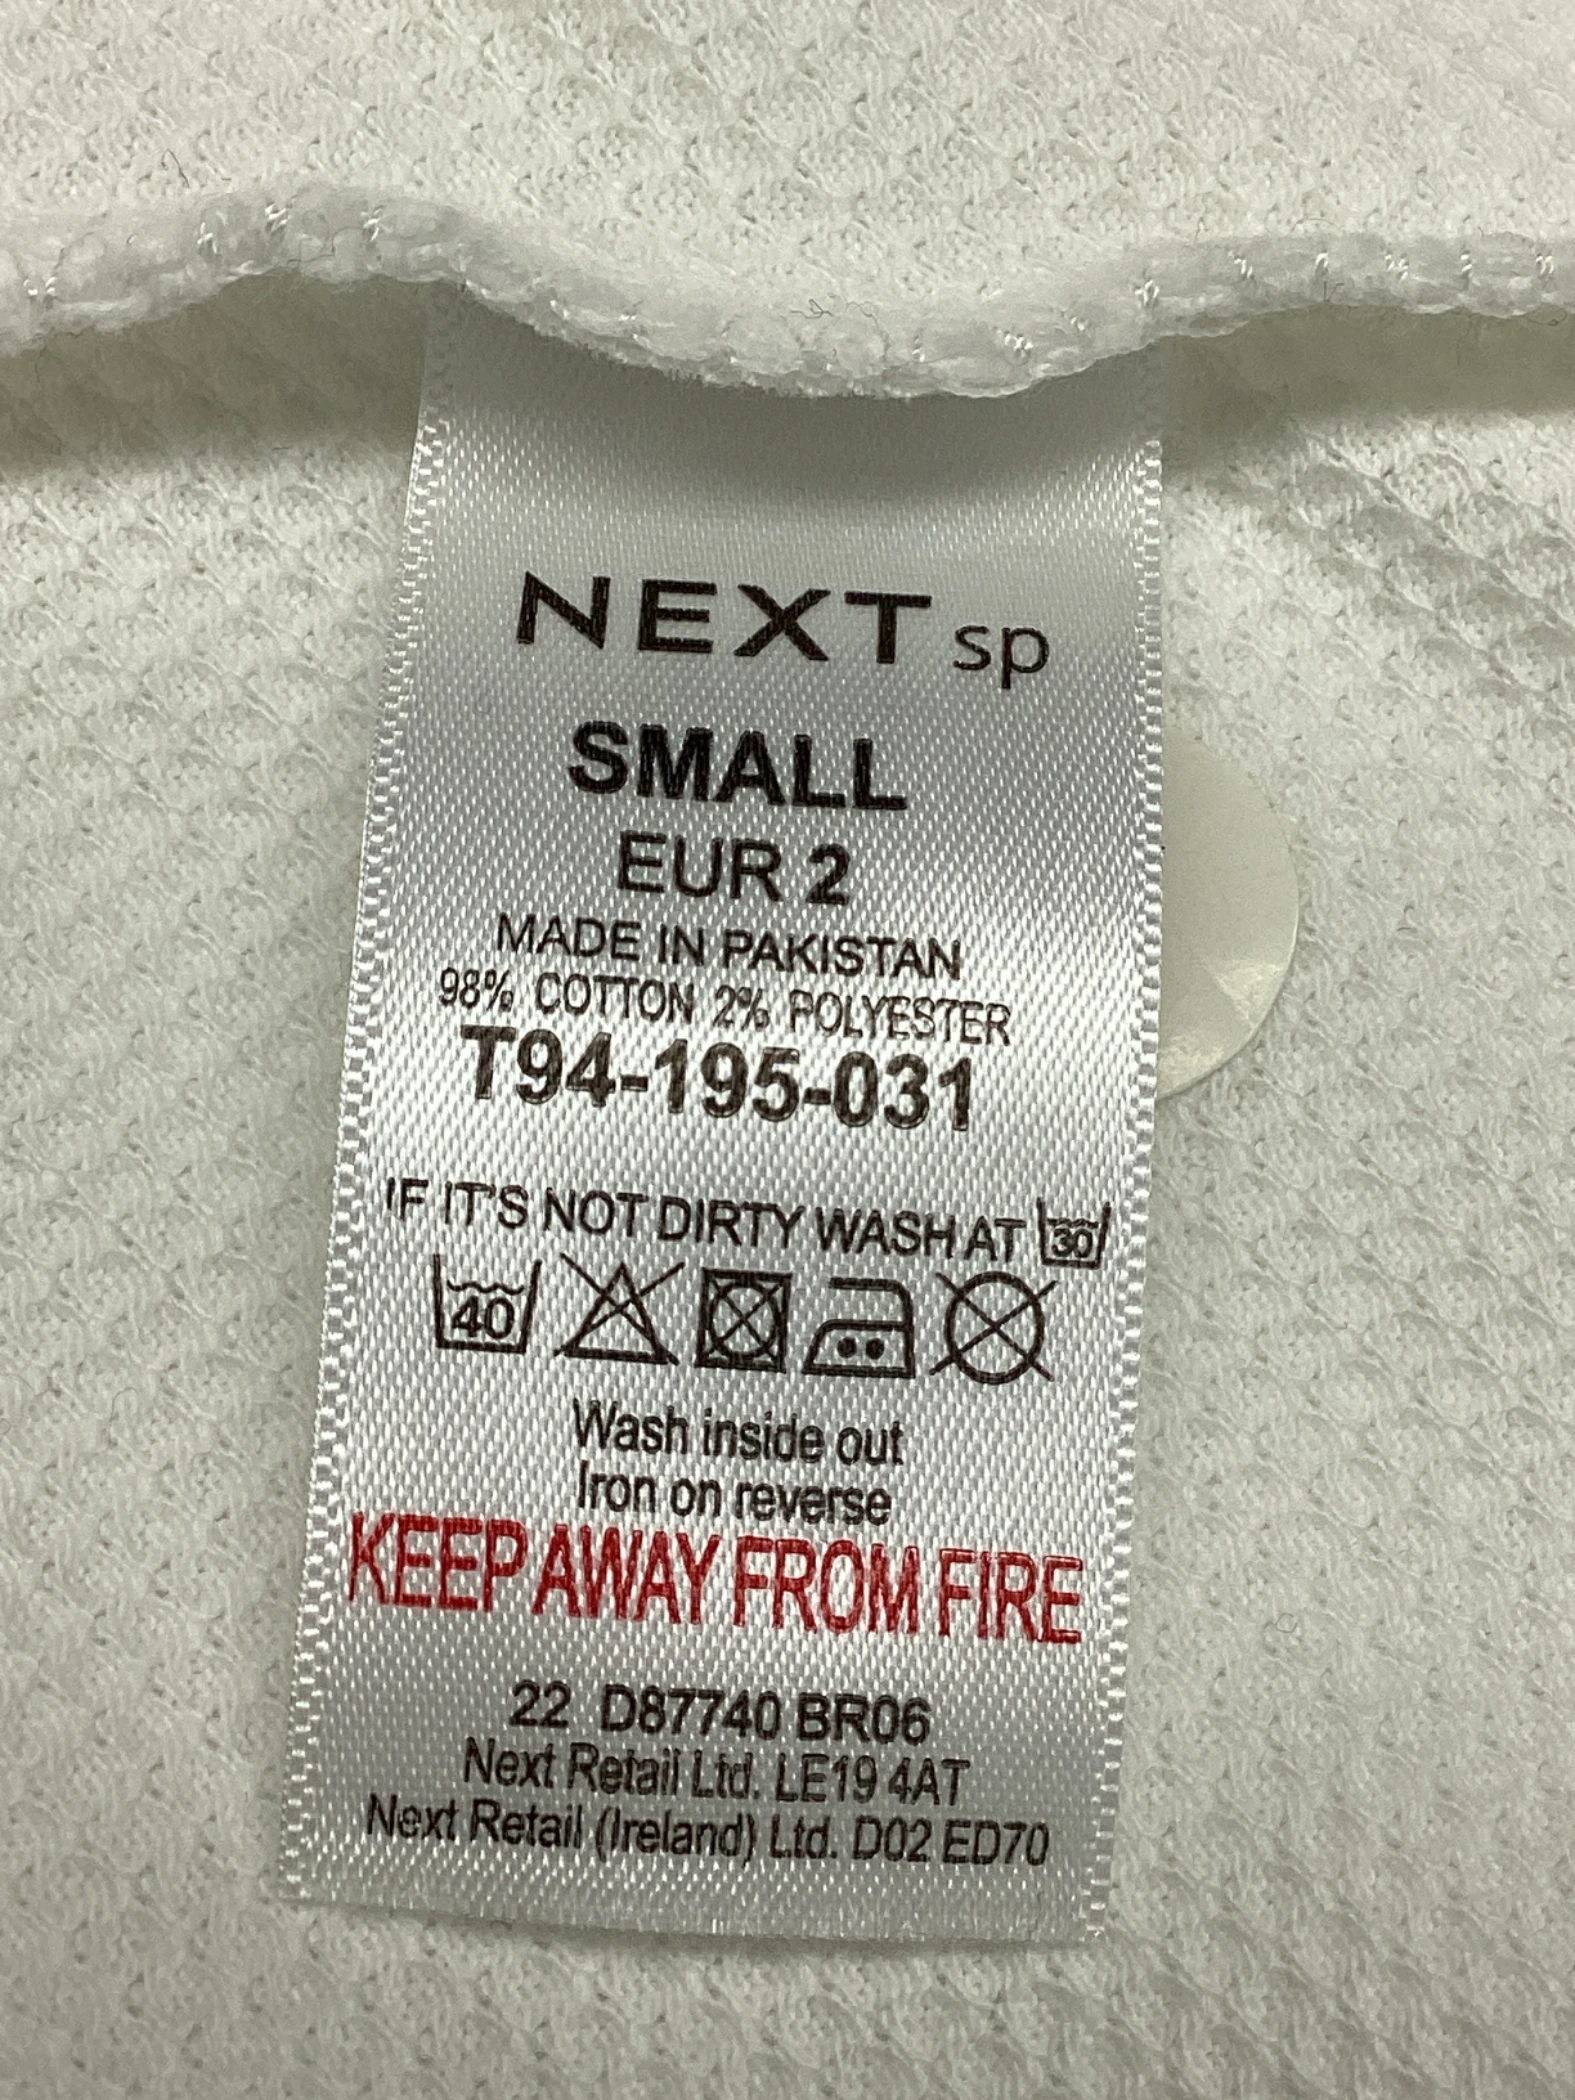 NEXT sp
SMALL
EUR 2
MADE IN PAKISTAN
98% COTTON 2% POLYESTER
T94-195-031
IF IT'S NOT DIRTY WASH AT 30
40
Wash inside out
Iron on reverse
KEEP AWAY FROM FIRE
22 D87740 BR06
Next Retail Ltd. LE19 4AT
Next Retail (Ireland) Ltd. D02 ED70